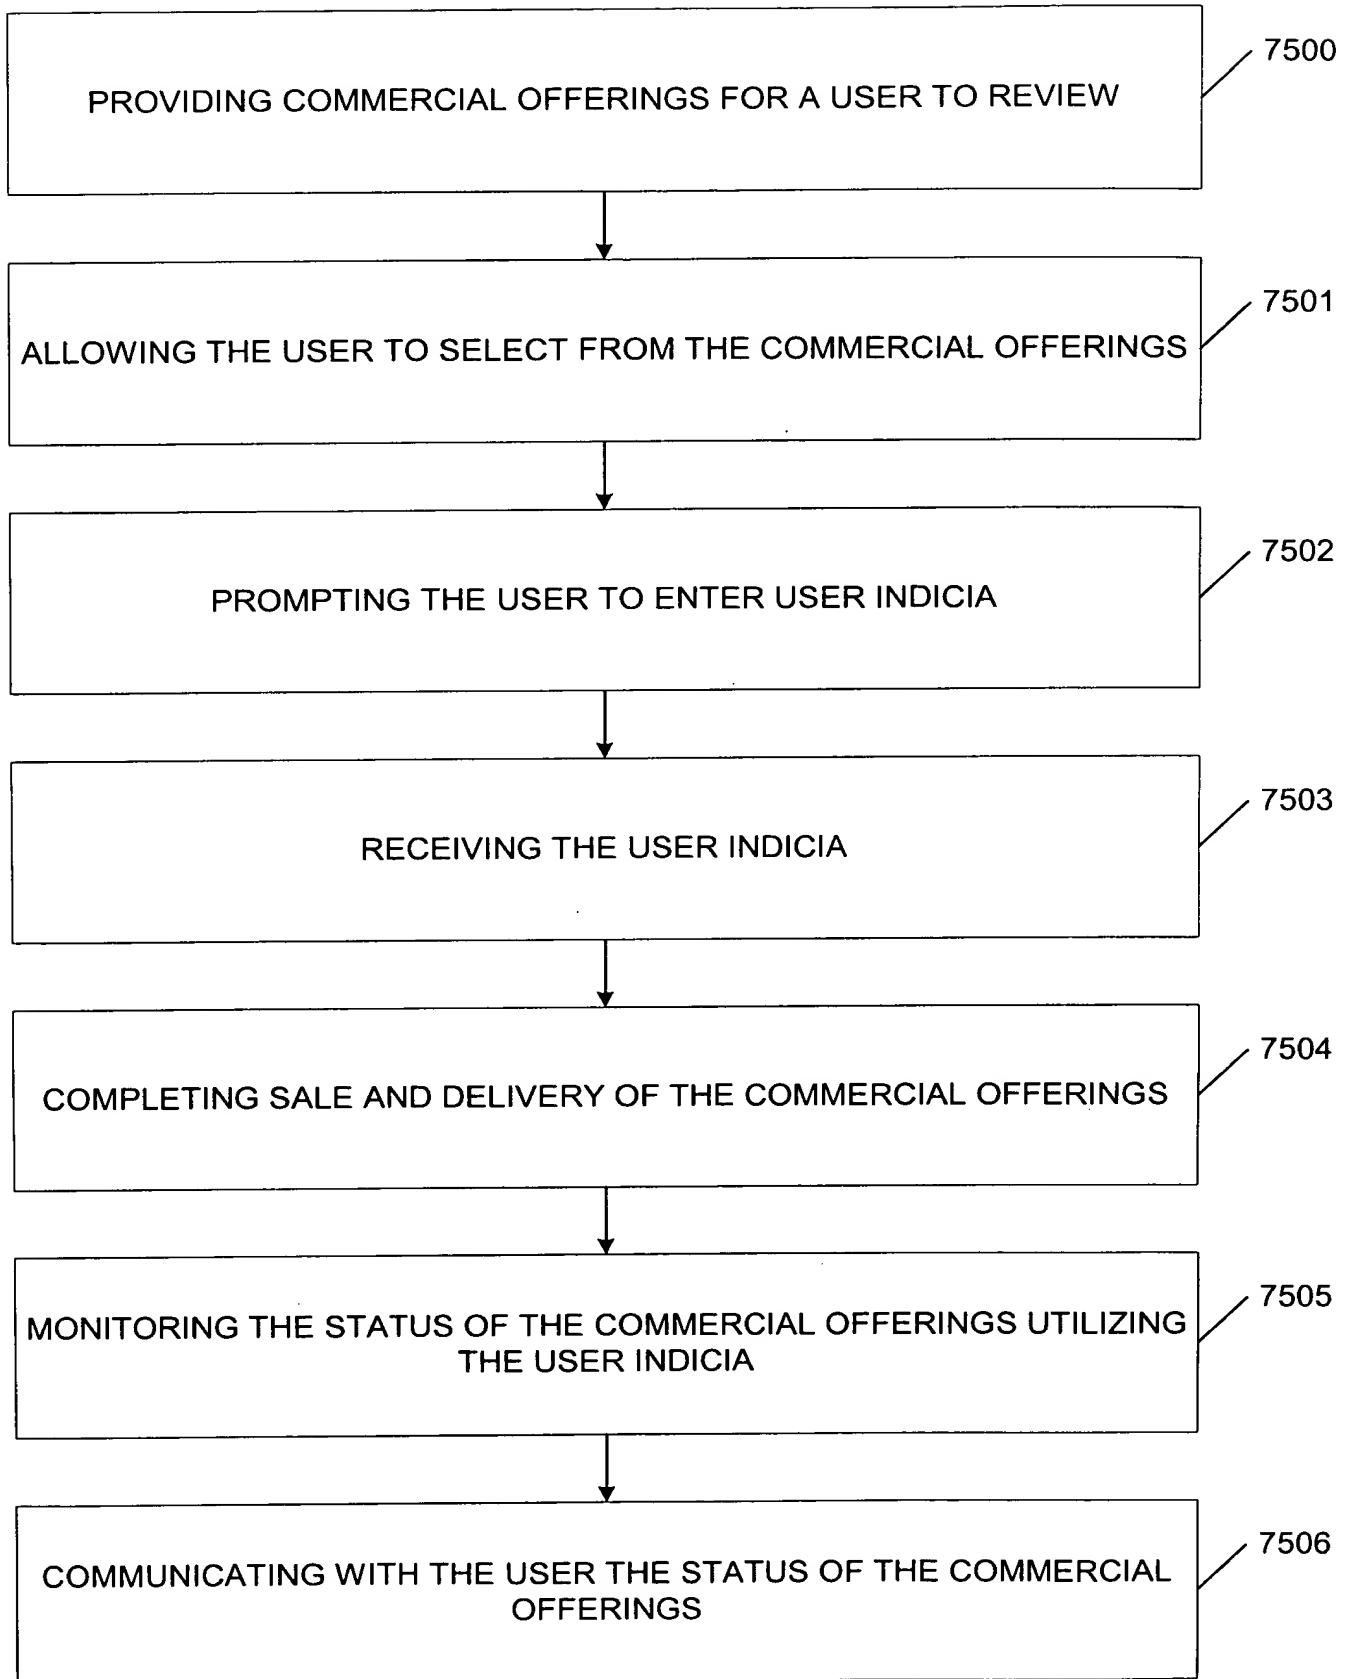 PROVIDING COMMERCIAL OFFERINGS FOR A USER TO REVIEW
7500
ALLOWING THE USER TO SELECT FROM THE COMMERCIAL OFFERINGS
7501
PROMPTING THE USER TO ENTER USER INDICIA
7502
RECEIVING THE USER INDICIA
7503
COMPLETING SALE AND DELIVERY OF THE COMMERCIAL OFFERINGS
7504
MONITORING THE STATUS OF THE COMMERCIAL OFFERINGS UTILIZING
THE USER INDICIA
7505
COMMUNICATING WITH THE USER THE STATUS OF THE COMMERCIAL
OFFERINGS
7506